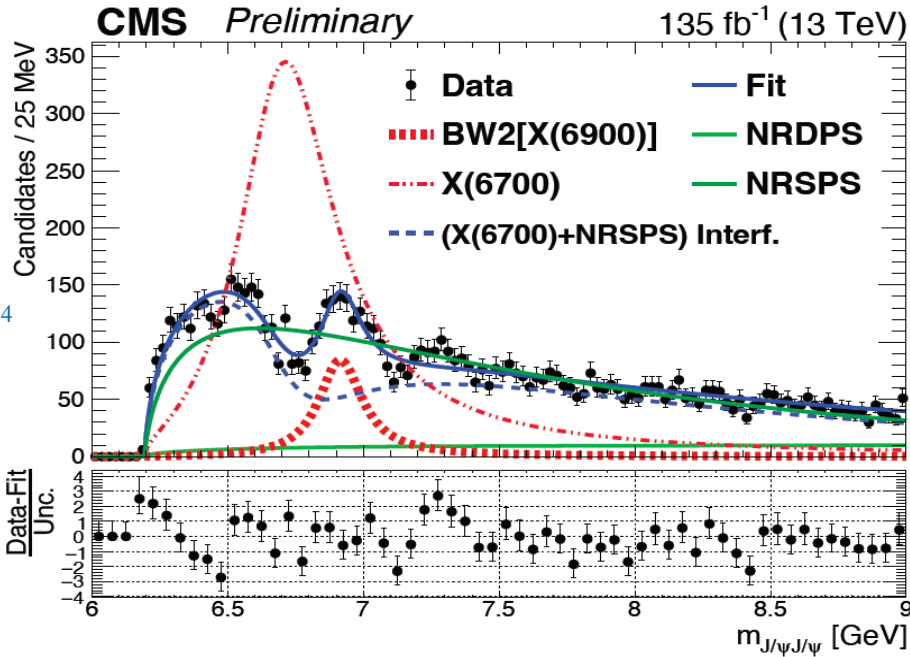 CMS Preliminary 135 fb⁻¹ (13 TeV)
Candidates / 25 MeV
350
300
250
200
150
100
50
0
Data
BW2[X(6900)]
X(6700)
(X(6700)+NRSPS) Interf.
Fit
NRDPS
NRSPS
4
Data-Fit
Unc.
4
3
2
1
0
−1
−2
−3
−4
6 6.5 7 7.5 8 8.5 9
m_{J/ψJ/ψ} [GeV]